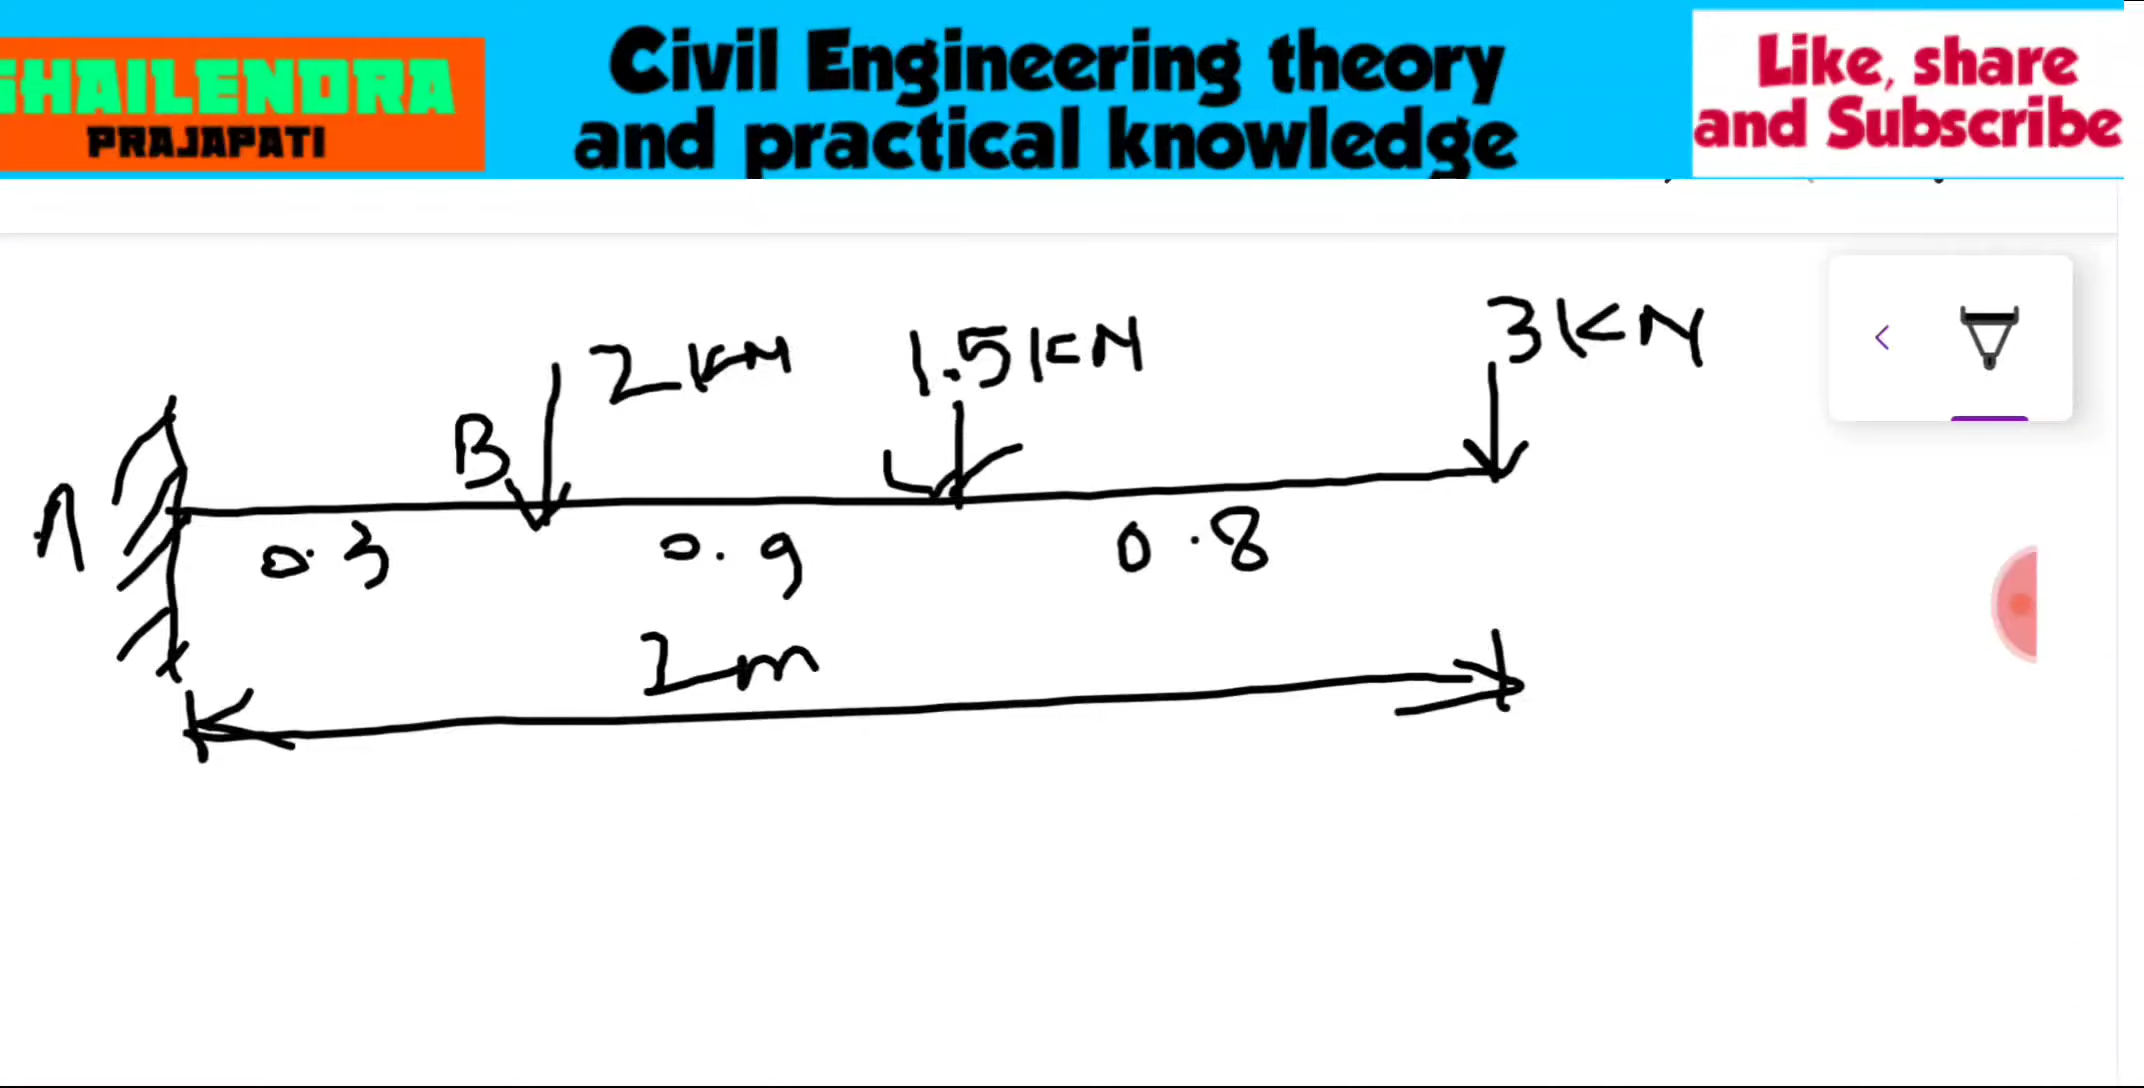 SHAILENDRA
PRAJAPATI
Civil Engineering theory
and practical knowledge
Like, share
and Subscribe
2 KN
1.5 KN
3 KN
B
A
0.3
0.9
0.8
2m